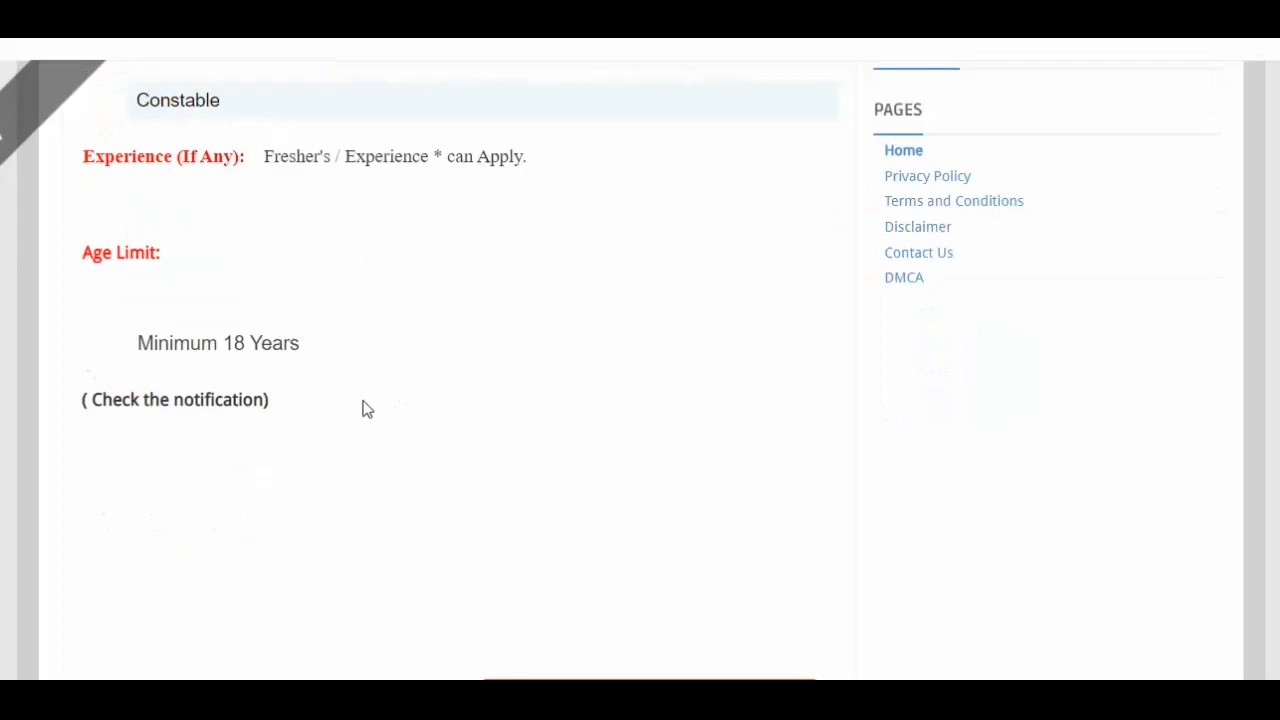 Constable
Experience (If Any): Fresher's / Experience * can Apply.
Age Limit:
Minimum 18 Years
( Check the notification)
PAGES
Home
Privacy Policy
Terms and Conditions
Disclaimer
Contact Us
DMCA